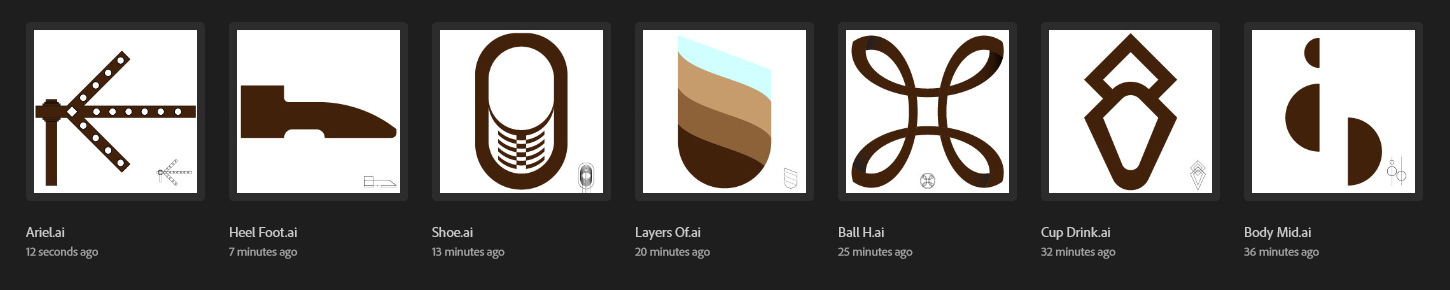 Ariel.ai
12 seconds ago
Heel Foot.ai
7 minutes ago
Shoe.ai
13 minutes ago
Layers Of.ai
20 minutes ago
Ball H.ai
25 minutes ago
Cup Drink.ai
32 minutes ago
Body Mid.ai
36 minutes ago